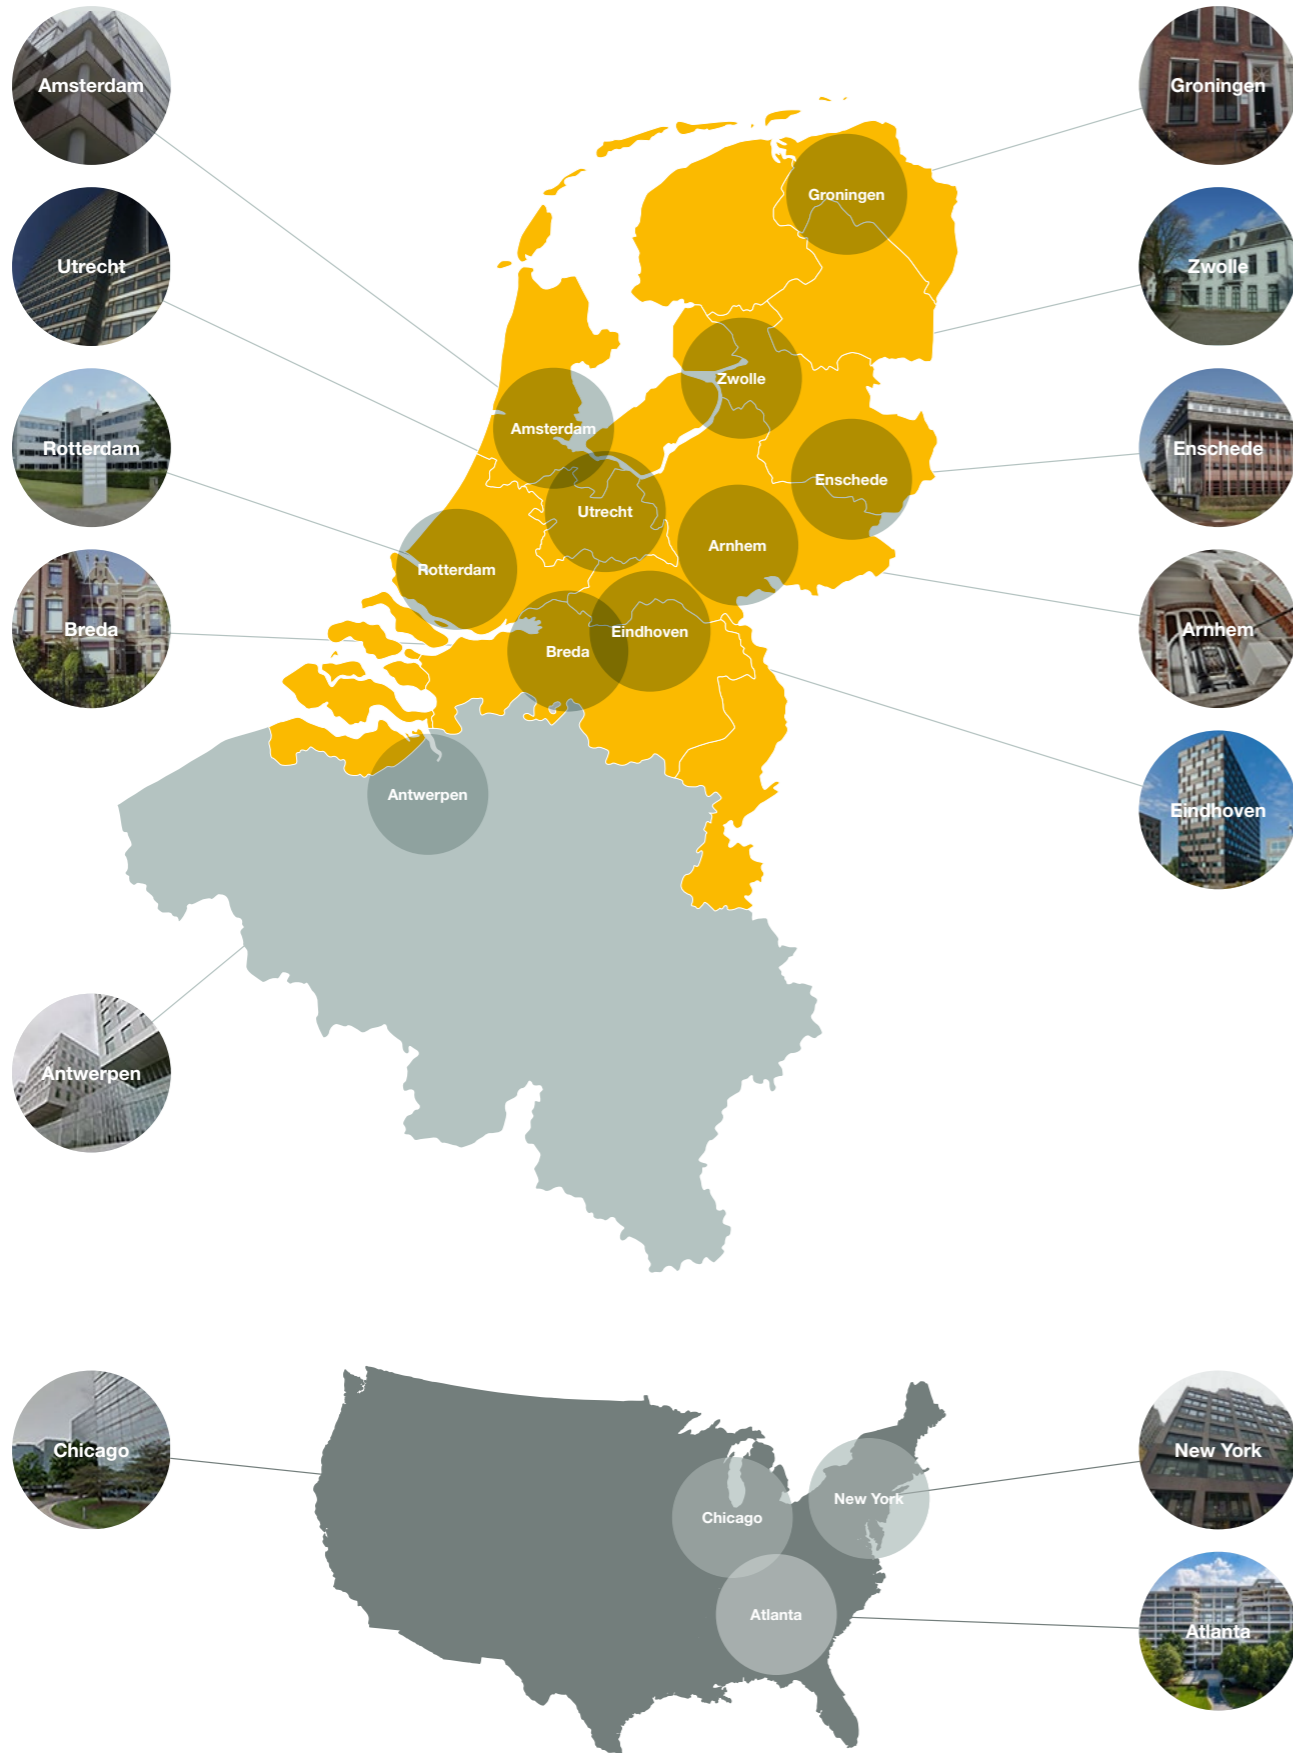 Amsterdam
Groningen
Groningen
Utrecht
Zwolle
Zwolle
Amsterdam
Rotterdam
Enschede
Enschede
Utrecht
Arnhem
Rotterdam
Breda
Eindhoven
Arnhem
Breda
Antwerpen
Eindhoven
Antwerpen
Chicago
New York
New York
Chicago
Atlanta
Atlanta